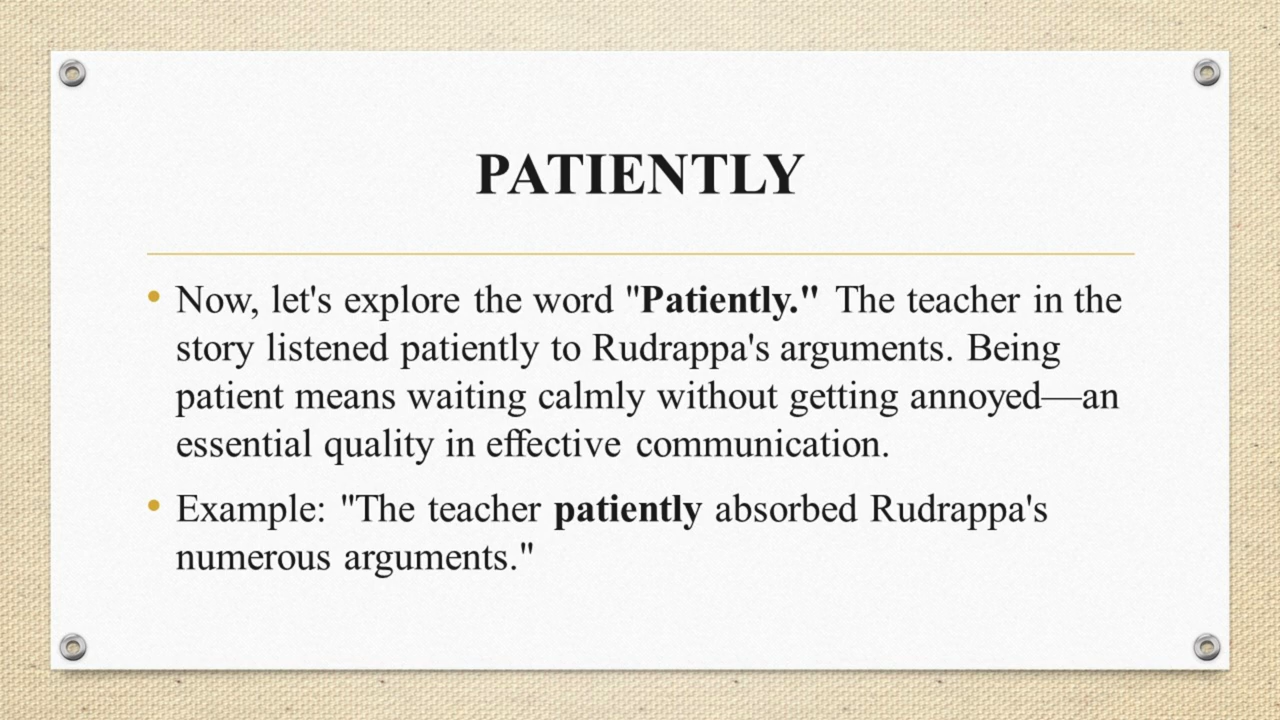 PATIENTLY
• Now, let's explore the word "Patiently." The teacher in the
story listened patiently to Rudrappa's arguments. Being
patient means waiting calmly without getting annoyed—an
essential quality in effective communication.
• Example: "The teacher patiently absorbed Rudrappa's
numerous arguments."